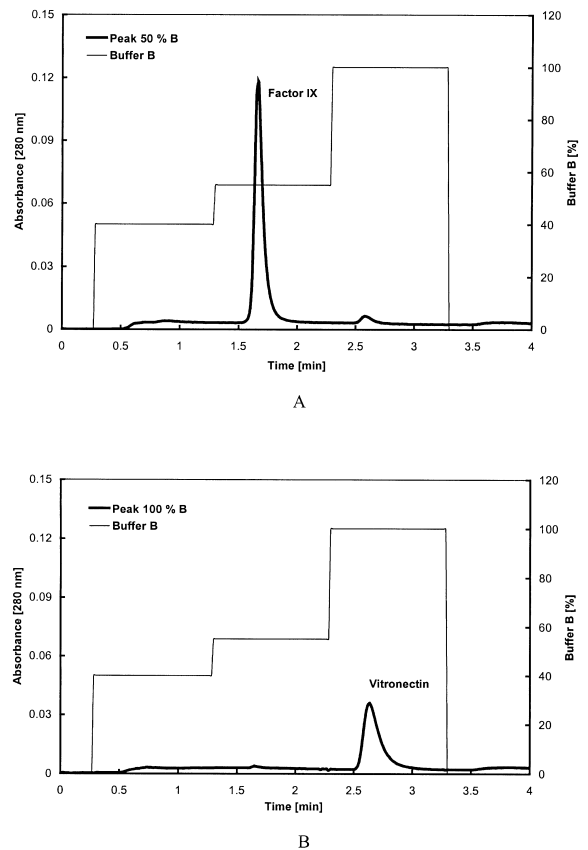 0.15
0.12
0.09
0.06
0.03
0
Absorbance [280 nm]
Peak 50 % B
Buffer B
Factor IX
120
100
80
60
40
20
0
Buffer B [%]
0 0.5 1 1.5 2 2.5 3 3.5 4
Time [min]
A
0.15
0.12
0.09
0.06
0.03
0
Absorbance [280 nm]
Peak 100 % B
Buffer B
Vitronectin
120
100
80
60
40
20
0
Buffer B [%]
0 0.5 1 1.5 2 2.5 3 3.5 4
Time [min]
B